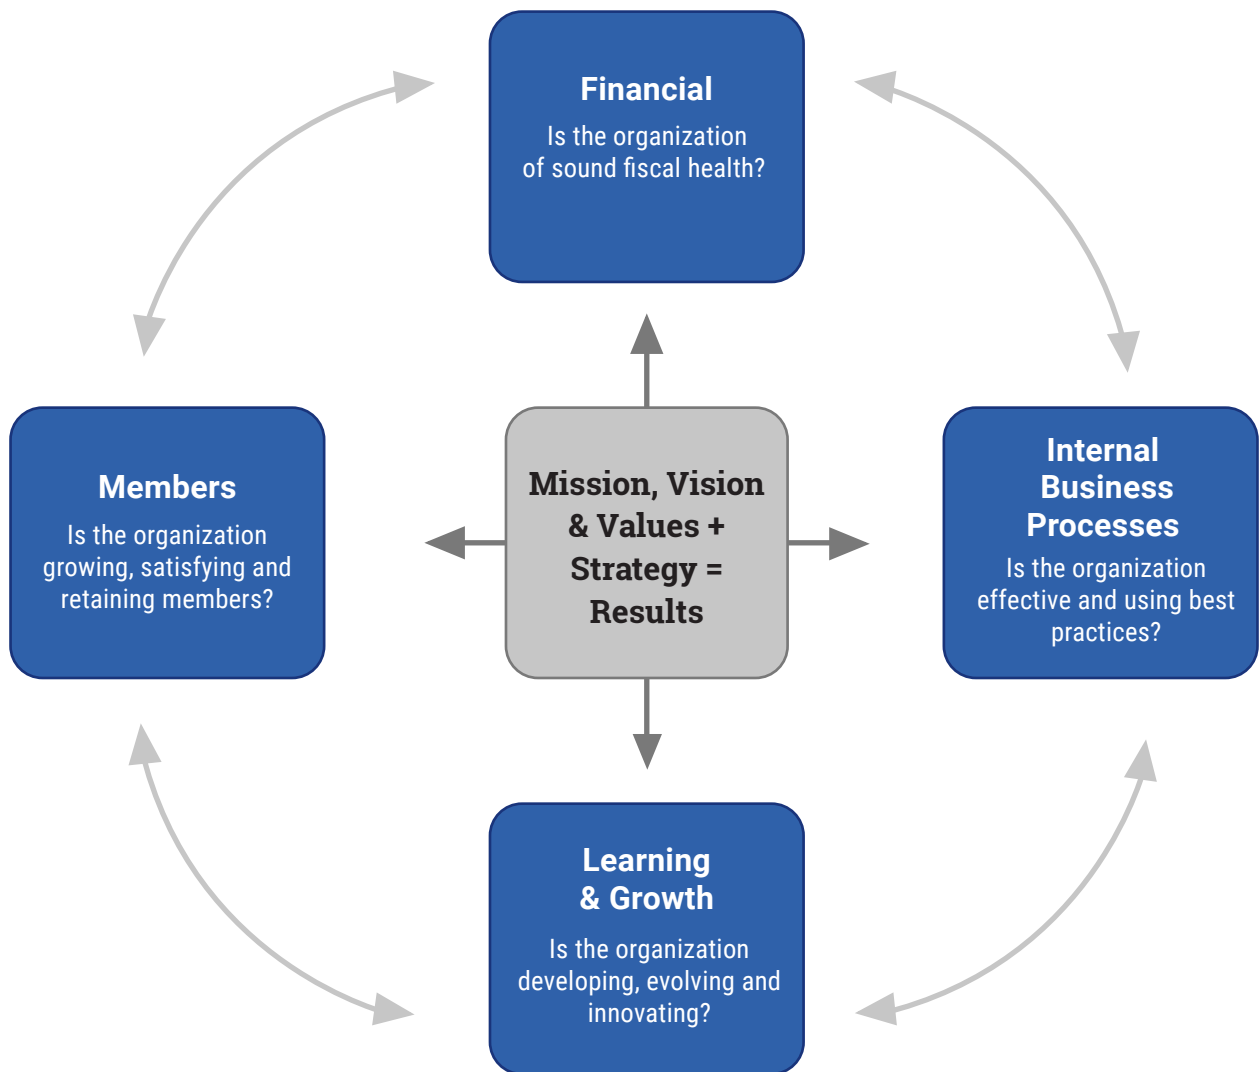 Financial
Is the organization
of sound fiscal health?
Members
Is the organization
growing, satisfying and
retaining members?
Mission, Vision
& Values +
Strategy =
Results
Internal
Business
Processes
Is the organization
effective and using best
practices?
Learning
& Growth
Is the organization
developing, evolving and
innovating?